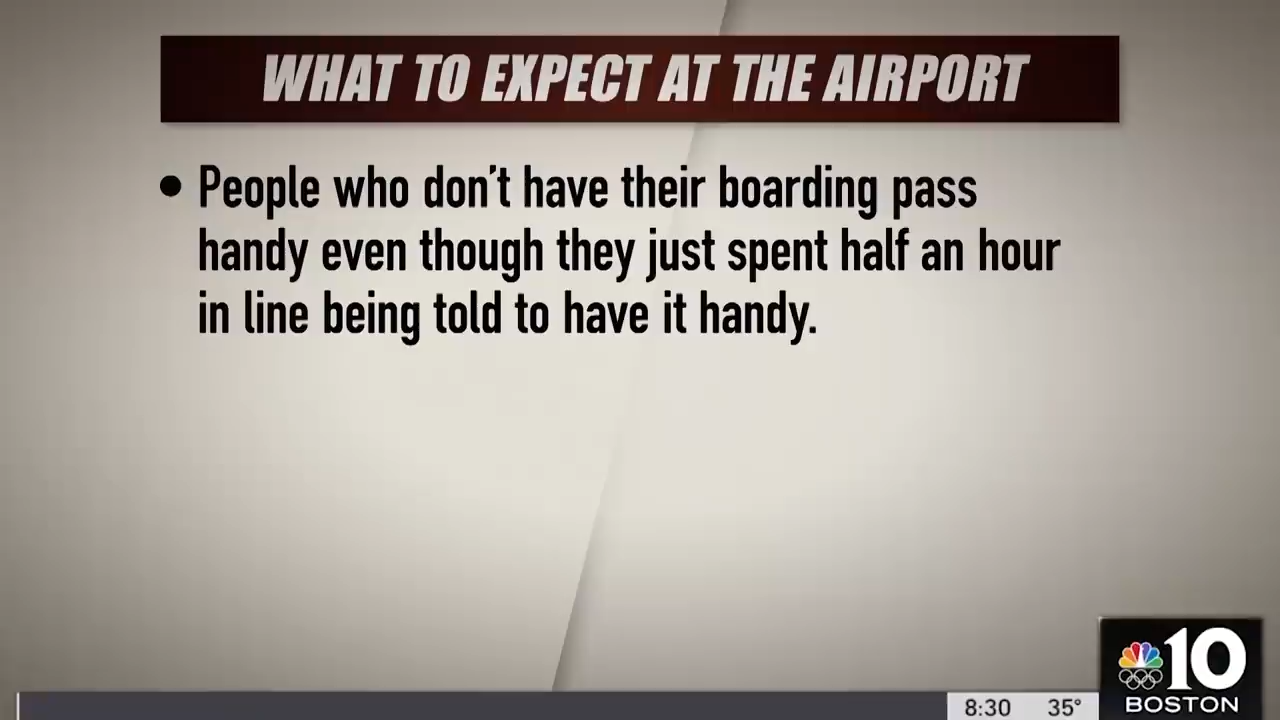 WHAT TO EXPECT AT THE AIRPORT
• People who don't have their boarding pass
handy even though they just spent half an hour
in line being told to have it handy.
10
BOSTON
8:30 35°